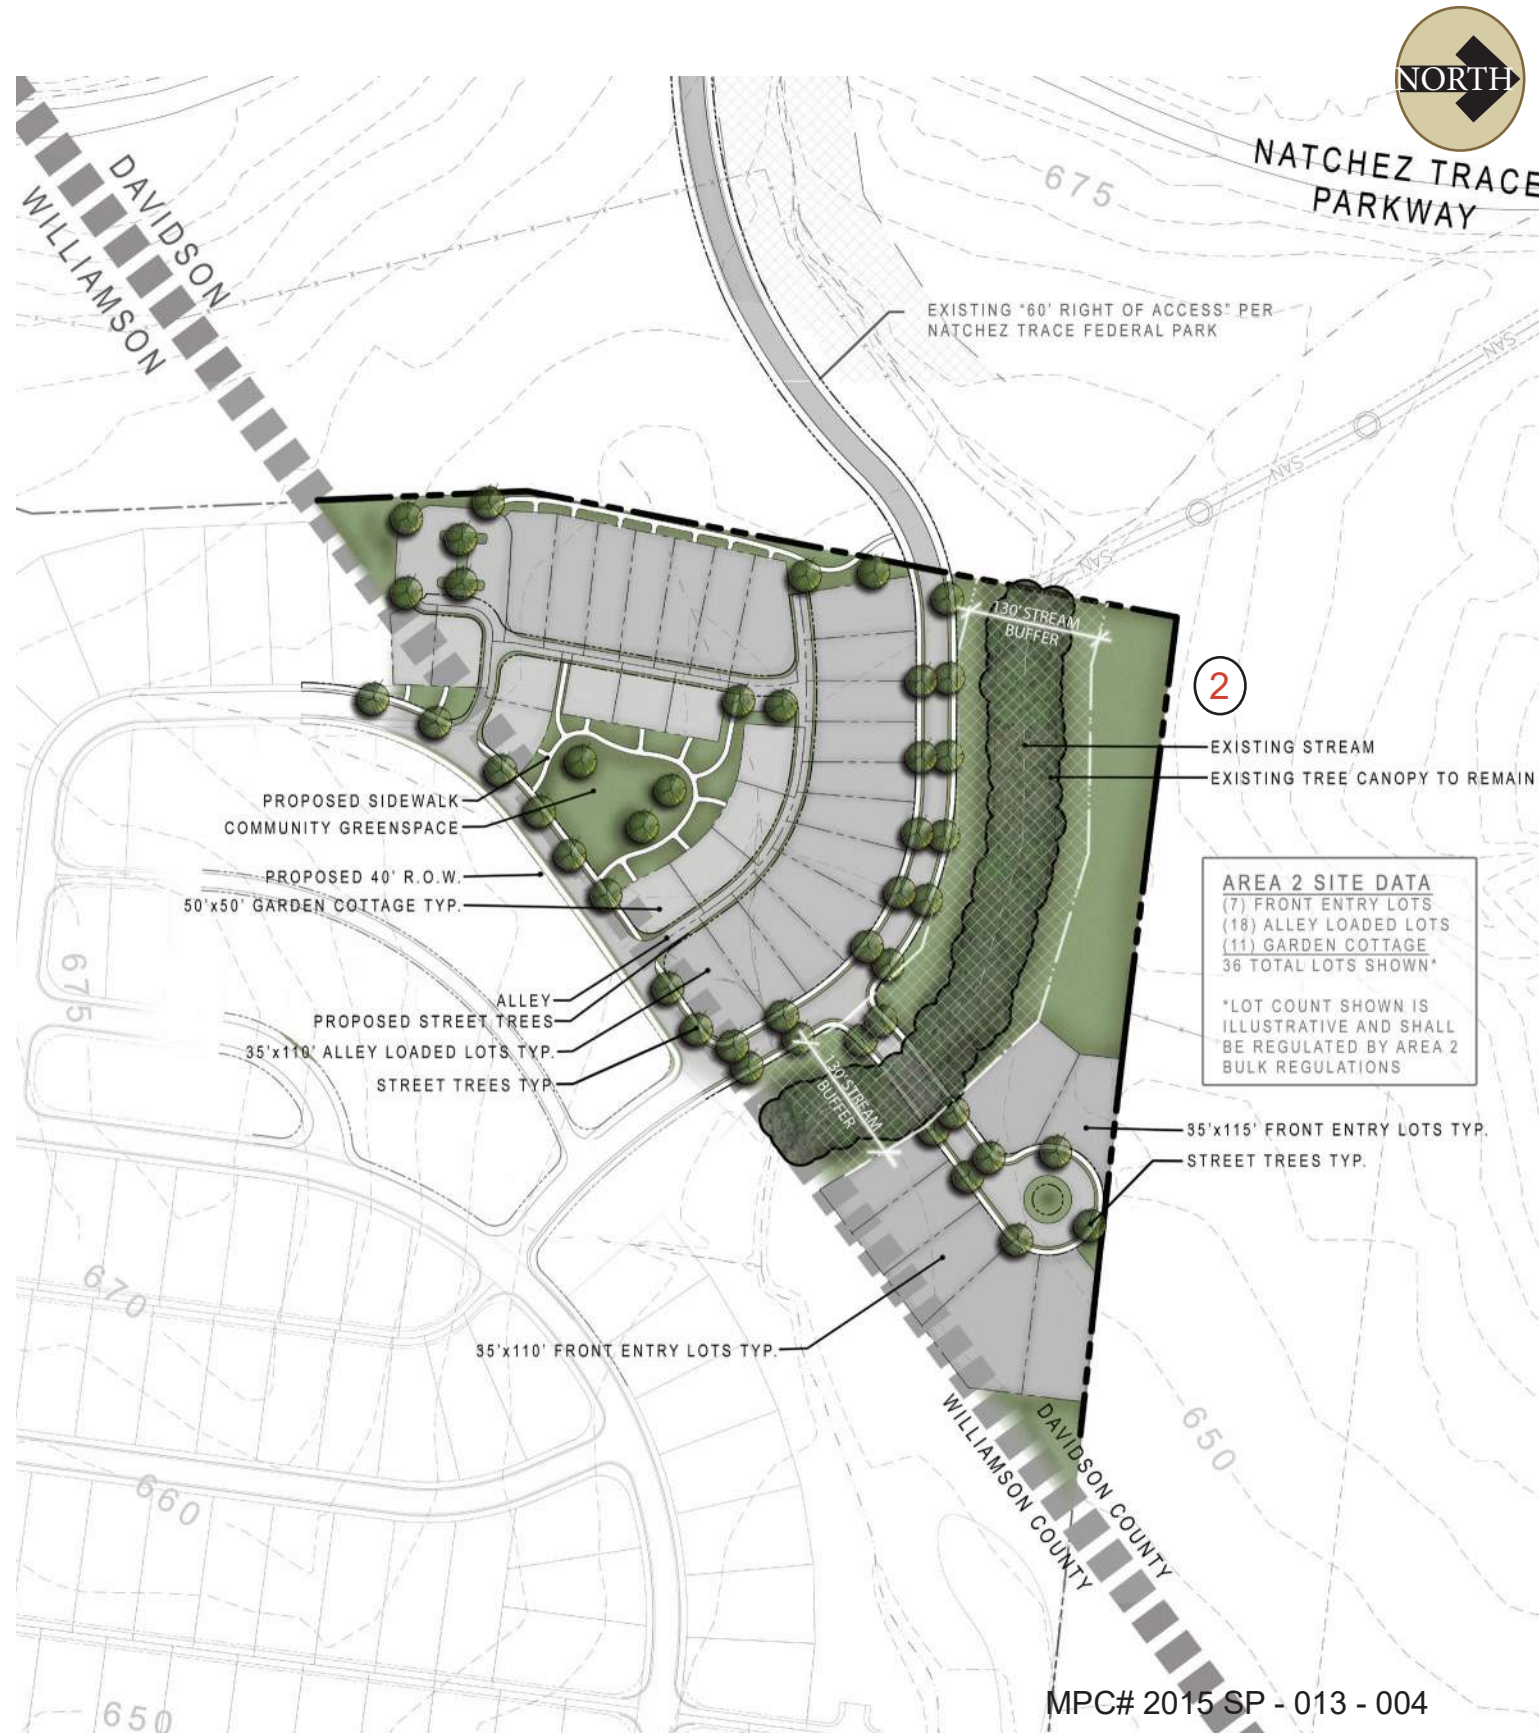 NORTH
NATCHEZ TRACE
PARKWAY
675
DAVIDSON
WILLIAMSON
EXISTING "60' RIGHT OF ACCESS" PER
NATCHEZ TRACE FEDERAL PARK
SAN
SAN
SAN
130' STREAM
BUFFER
2
EXISTING STREAM
EXISTING TREE CANOPY TO REMAIN
PROPOSED SIDEWALK
COMMUNITY GREENSPACE
PROPOSED 40' R.O.W.
50'x50' GARDEN COTTAGE TYP.
AREA 2 SITE DATA
(7) FRONT ENTRY LOTS
(18) ALLEY LOADED LOTS
(11) GARDEN COTTAGE
36 TOTAL LOTS SHOWN*
*LOT COUNT SHOWN IS
ILLUSTRATIVE AND SHALL
BE REGULATED BY AREA 2
BULK REGULATIONS
675
ALLEY
PROPOSED STREET TREES
35'x110' ALLEY LOADED LOTS TYP.
STREET TREES TYP.
130' STREAM
BUFFER
35'x115' FRONT ENTRY LOTS TYP.
STREET TREES TYP.
670
35'x110' FRONT ENTRY LOTS TYP.
650
DAVIDSON COUNTY
WILLIAMSON COUNTY
660
650
MPC# 2015 SP - 013 - 004